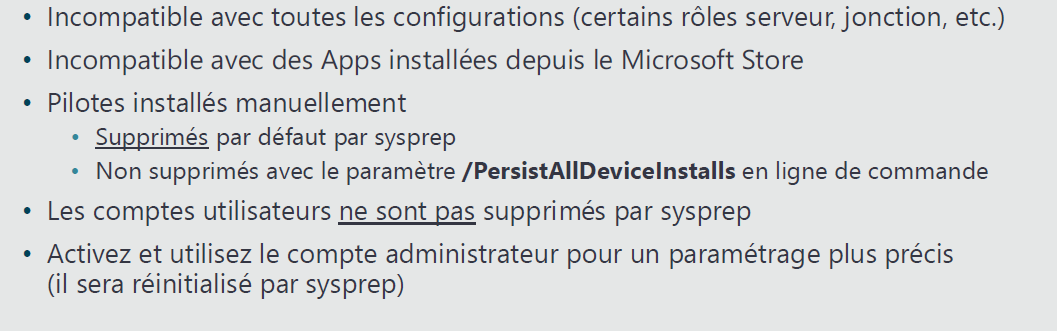 • Incompatible avec toutes les configurations (certains rôles serveur, jonction, etc.)
• Incompatible avec des Apps installées depuis le Microsoft Store
• Pilotes installés manuellement
• Supprimés par défaut par sysprep
• Non supprimés avec le paramètre /PersistAllDeviceInstalls en ligne de commande
• Les comptes utilisateurs ne sont pas supprimés par sysprep
• Activez et utilisez le compte administrateur pour un paramétrage plus précis
(il sera réinitialisé par sysprep)